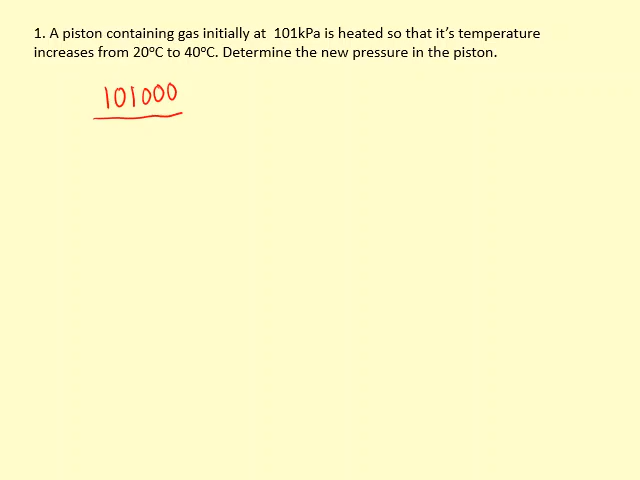 1. A piston containing gas initially at  101kPa is heated so that it's temperature
increases from 20°C to 40°C. Determine the new pressure in the piston.
101000